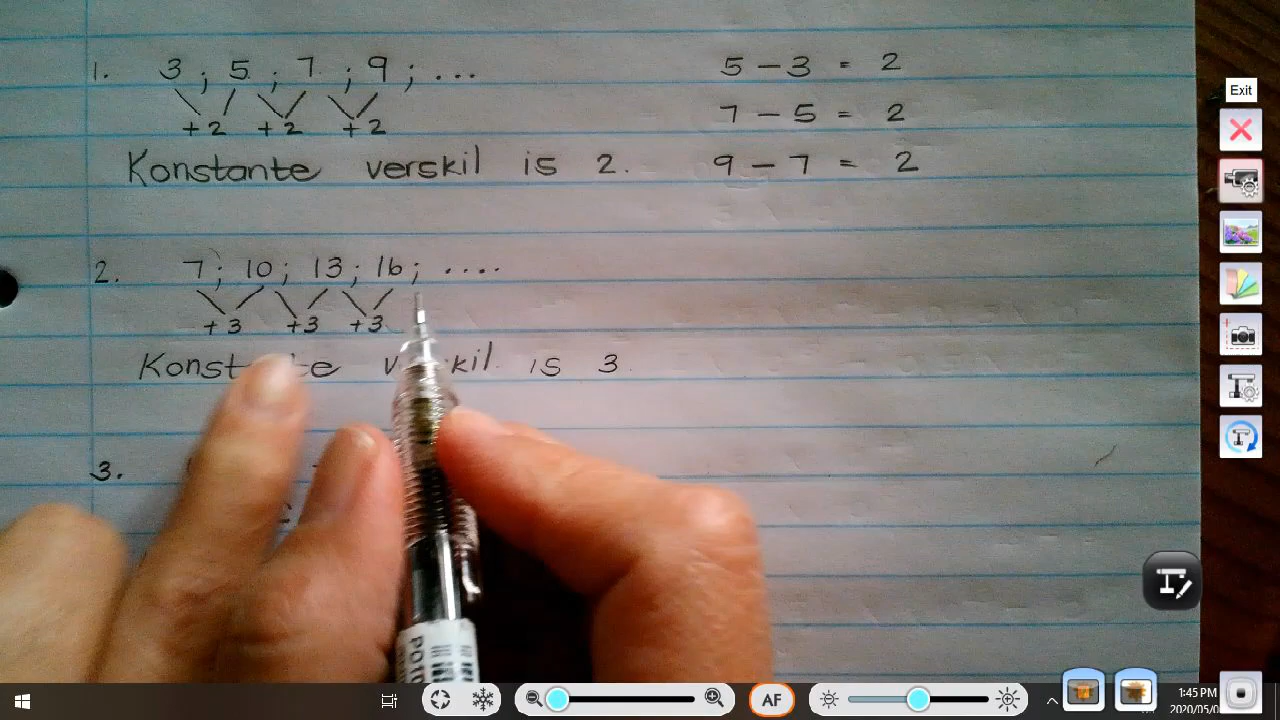 1. 3 ; 5 ; 7 ; 9 ; ...
+2 +2 +2
Konstante verskil is 2.
5 - 3 = 2
7 - 5 = 2
9 - 7 = 2
2. 7 ; 10 ; 13 ; 16 ; ....
+3 +3 +3
is 3
3.
Exit
AF
1:45 PM